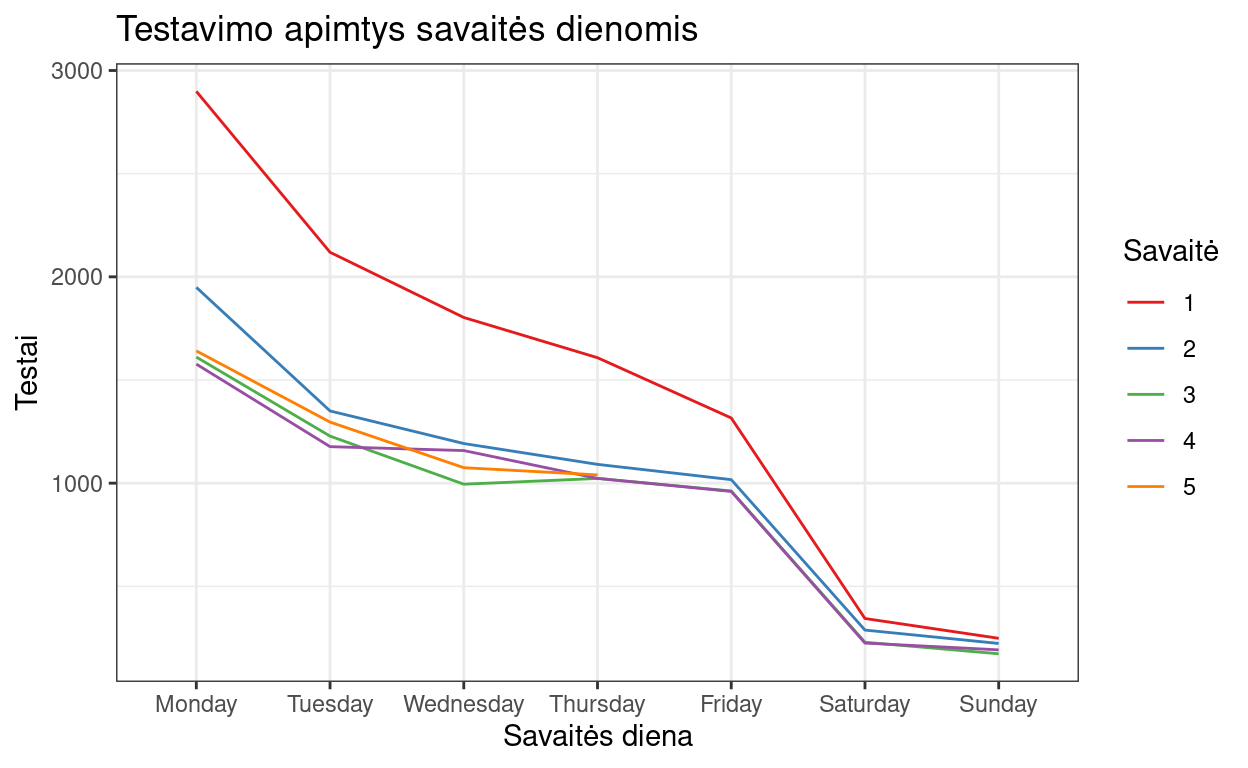 Testavimo apimtys savaitės dienomis
3000
2000
1000
Testai
Monday Tuesday Wednesday Thursday Friday Saturday Sunday
Savaitės diena
Savaitė
1
2
3
4
5